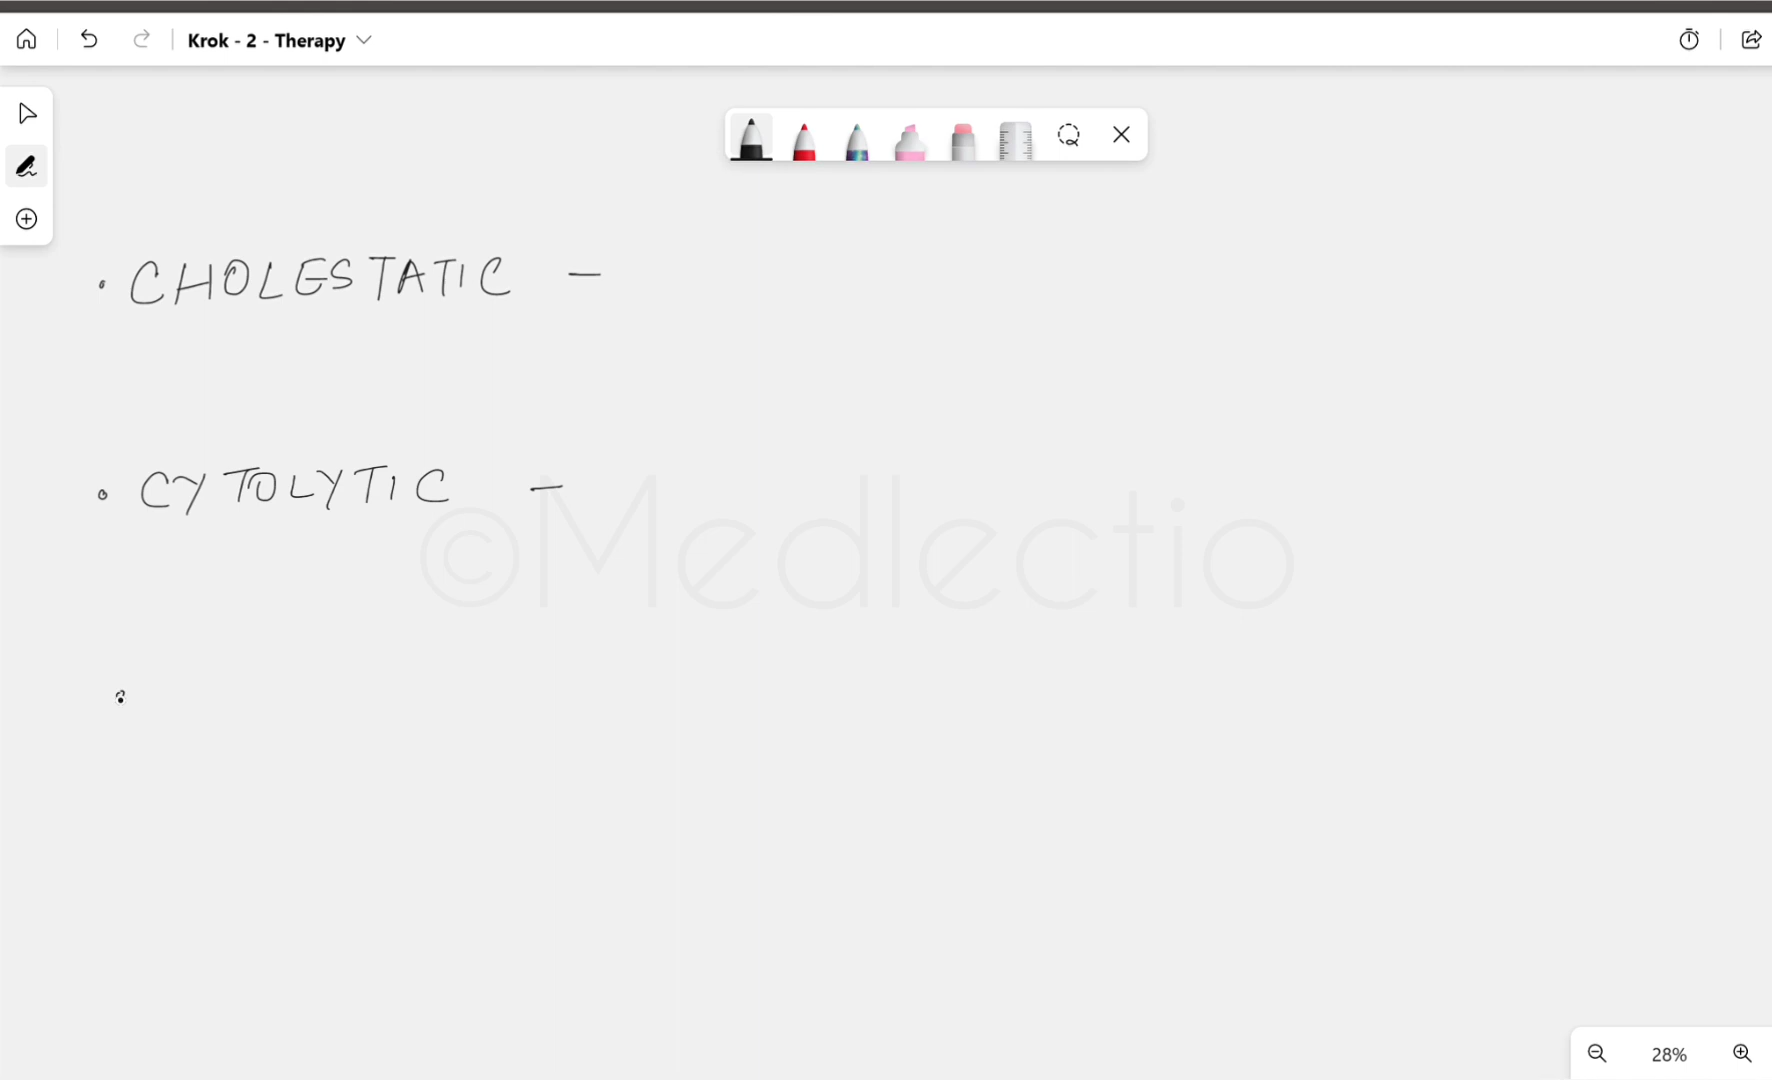 Krok - 2 - Therapy
• CHOLESTATIC –
• CYTOLYTIC –
©Medlectio
28%